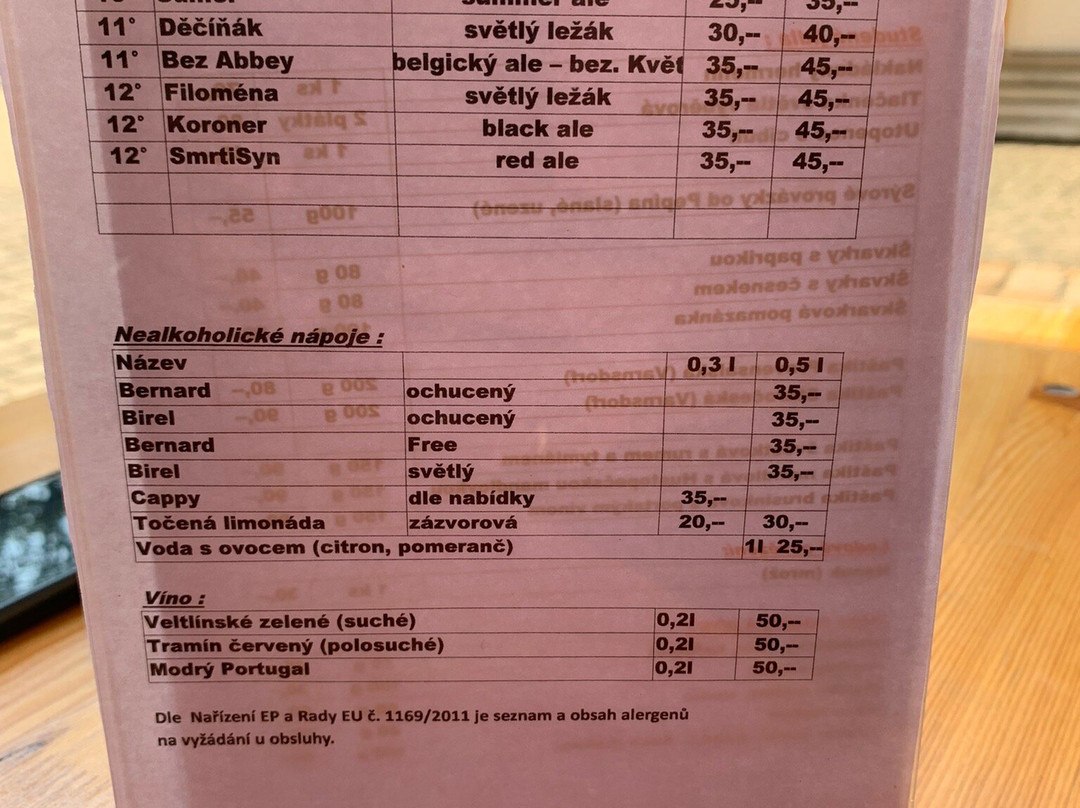 summer ale 25,-- 35,--
11° Děčíňák světlý ležák 30,-- 40,--
11° Bez Abbey belgický ale – bez. Květ 35,-- 45,--
12° Filoména světlý ležák 35,-- 45,--
12° Koroner black ale 35,-- 45,--
12° SmrtiSyn red ale 35,-- 45,--
Nealkoholické nápoje :
Název 0,3 l 0,5 l
Bernard ochucený 35,--
Birel ochucený 35,--
Bernard Free 35,--
Birel světlý 35,--
Cappy dle nabídky 35,--
Točená limonáda zázvorová 20,-- 30,--
Voda s ovocem (citron, pomeranč) 1l 25,--
Víno :
Veltlínské zelené (suché) 0,2l 50,--
Tramín červený (polosuché) 0,2l 50,--
Modrý Portugal 0,2l 50,--
Dle Nařízení EP a Rady EU č. 1169/2011 je seznam a obsah alergenů
na vyžádání u obsluhy.